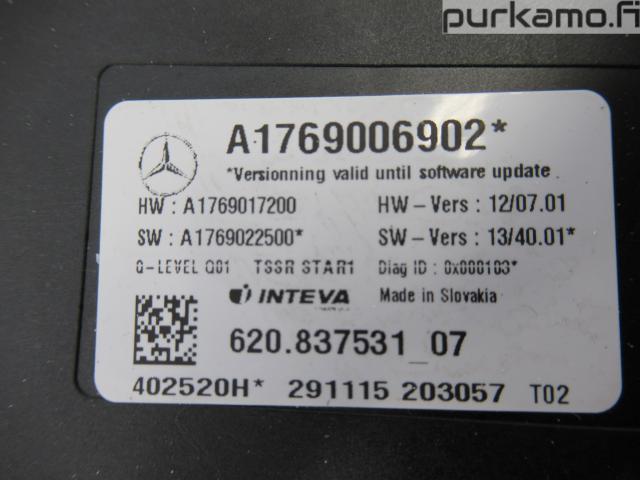 purkamo.fi
A1769006902*
*Versionning valid until software update
HW : A1769017200 HW-Vers : 12/07.01
SW : A1769022500* SW-Vers : 13/40.01*
Q-LEVEL Q01 TSSR STAR1 Diag ID : 0x000103*
INTEVA Made in Slovakia
620.837531_07
402520H* 291115 203057 T02